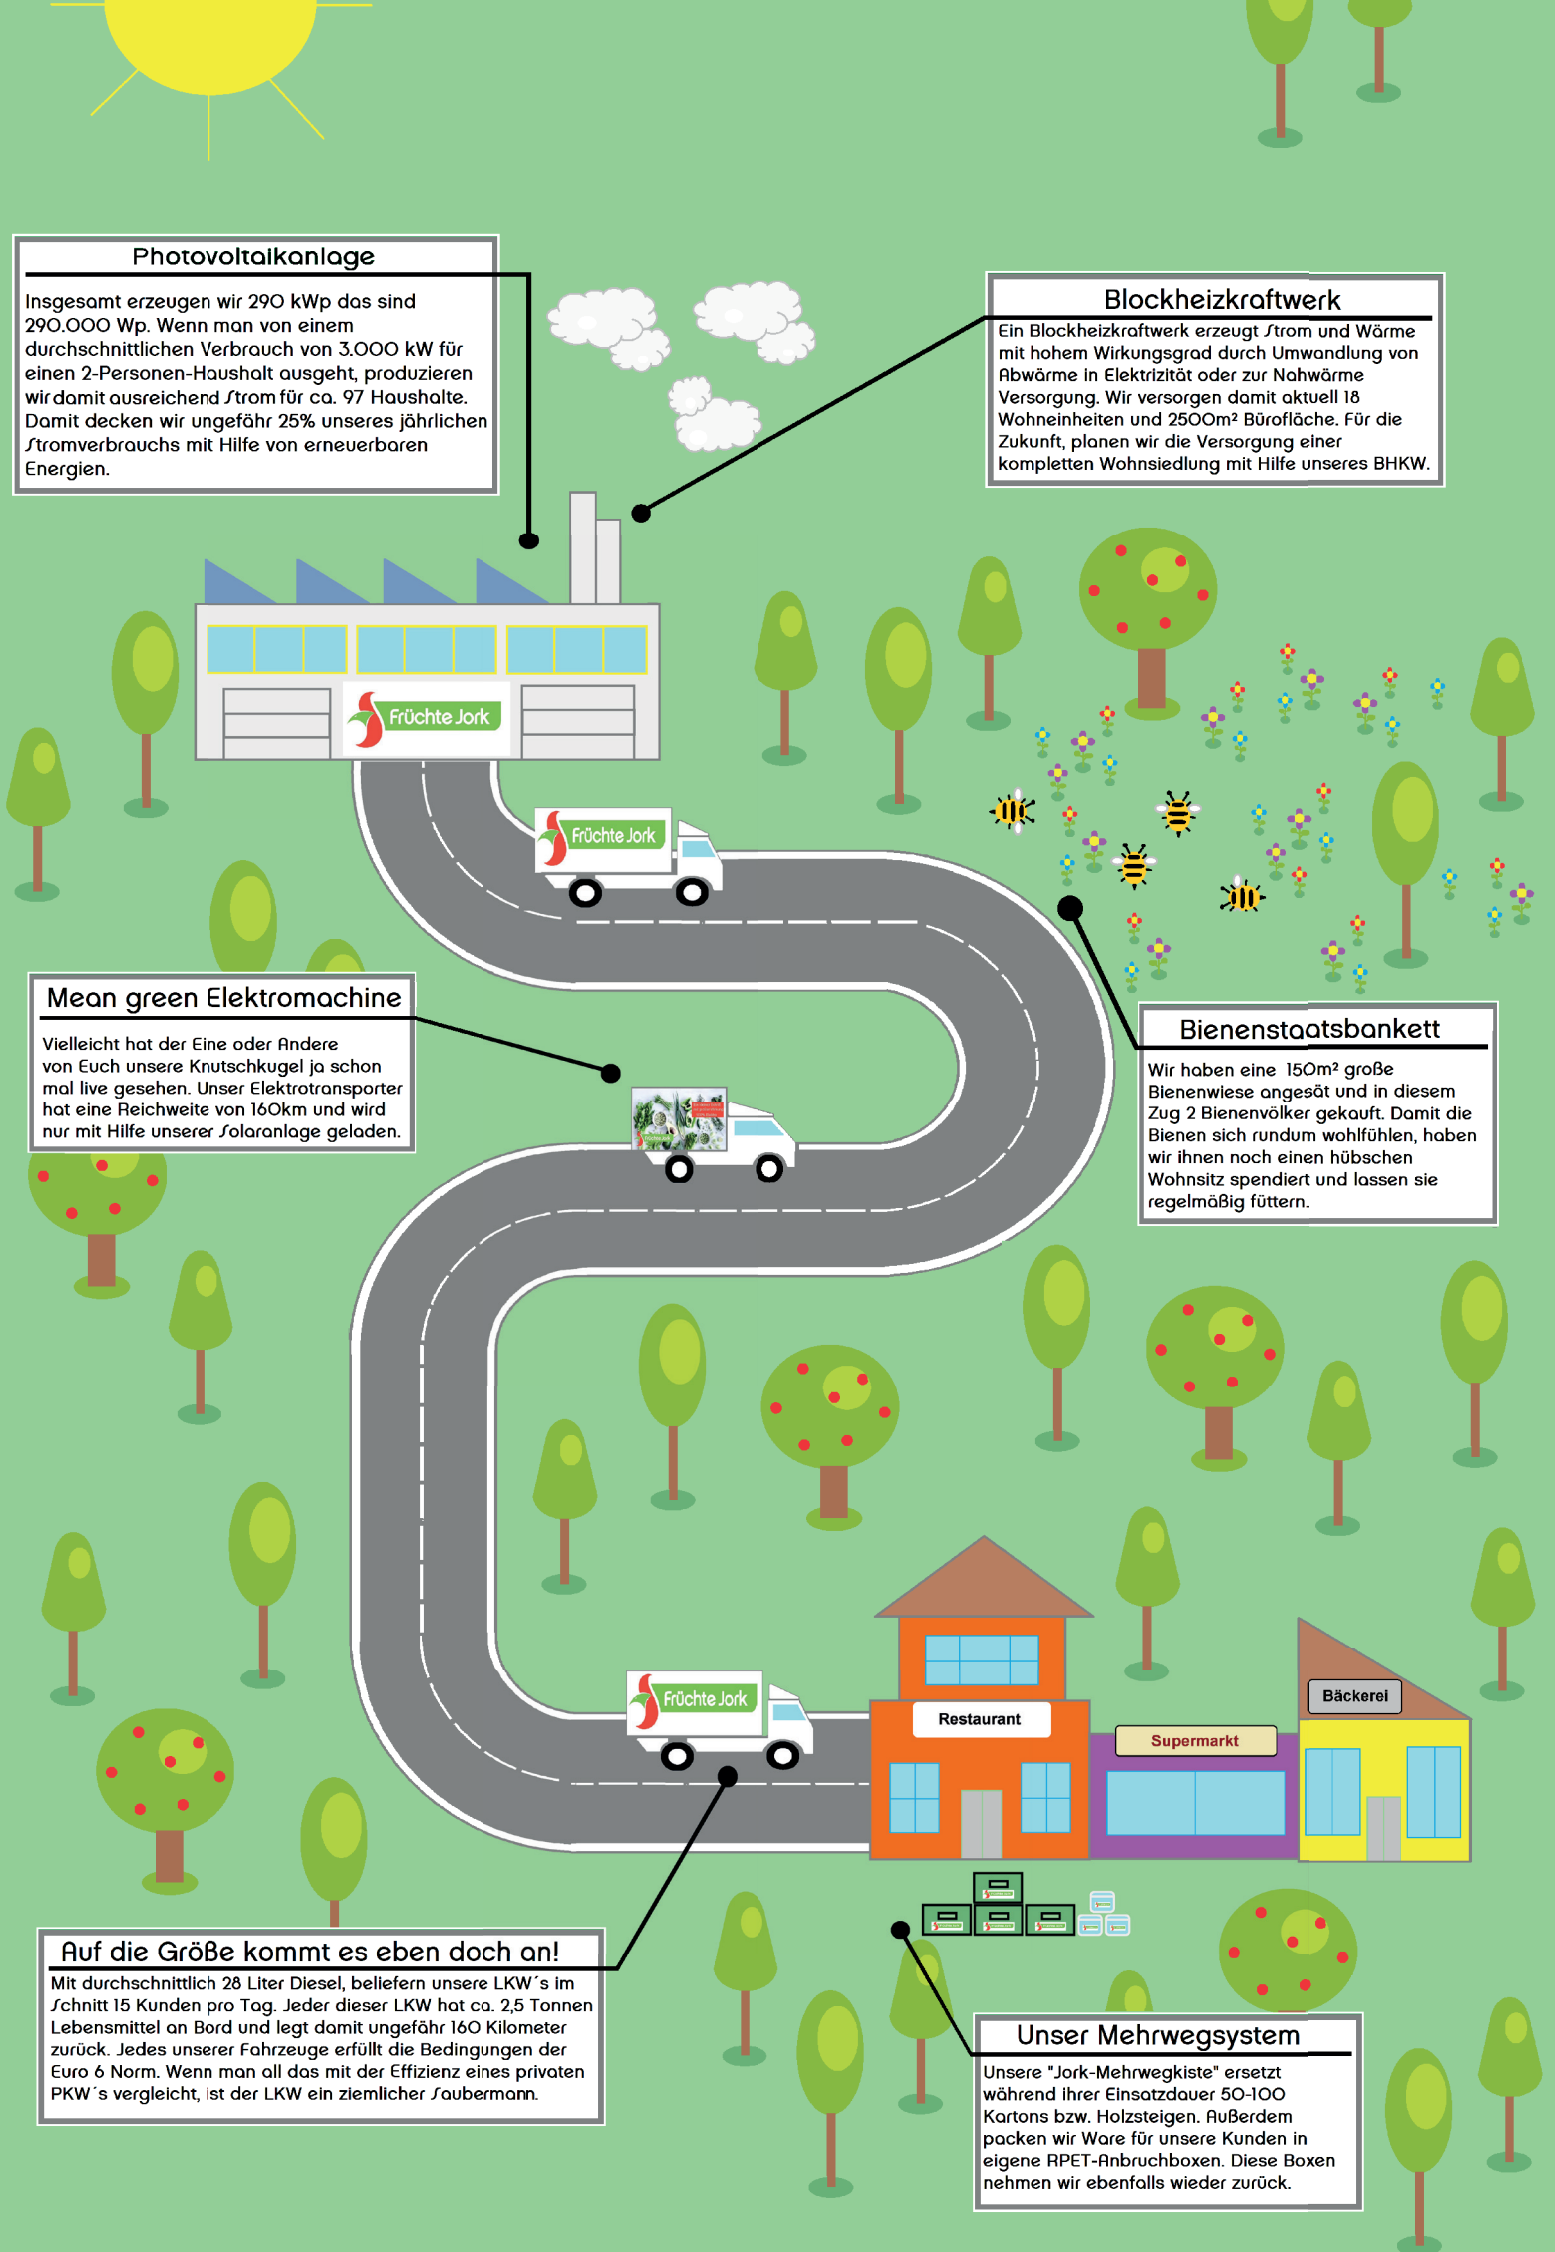 Photovoltaikanlage
Insgesamt erzeugen wir 290 kWp das sind
290.000 Wp. Wenn man von einem
durchschnittlichen Verbrauch von 3.000 kW für
einen 2-Personen-Haushalt ausgeht, produzieren
wir damit ausreichend Strom für ca. 97 Haushalte.
Damit decken wir ungefähr 25% unseres jährlichen
Stromverbrauchs mit Hilfe von erneuerbaren
Energien.
Blockheizkraftwerk
Ein Blockheizkraftwerk erzeugt Strom und Wärme
mit hohem Wirkungsgrad durch Umwandlung von
Abwärme in Elektrizität oder zur Nahwärme
Versorgung. Wir versorgen damit aktuell 18
Wohneinheiten und 2500m² Bürofläche. Für die
Zukunft, planen wir die Versorgung einer
kompletten Wohnsiedlung mit Hilfe unseres BHKW.
Früchte Jork
Früchte Jork
Mean green Elektromachine
Vielleicht hat der Eine oder Andere
von Euch unsere Knutschkugel ja schon
mal live gesehen. Unser Elektrotransporter
hat eine Reichweite von 160km und wird
nur mit Hilfe unserer Solaranlage geladen.
Früchte Jork
Bienenstaatsbankett
Wir haben eine 150m² große
Bienenwiese angesät und in diesem
Zug 2 Bienenvölker gekauft. Damit die
Bienen sich rundum wohlfühlen, haben
wir ihnen noch einen hübschen
Wohnsitz spendiert und lassen sie
regelmäßig füttern.
Früchte Jork
Restaurant
Supermarkt
Bäckerei
Früchte Jork
Früchte Jork
Früchte Jork
Früchte Jork
Auf die Größe kommt es eben doch an!
Mit durchschnittlich 28 Liter Diesel, beliefern unsere LKW´s im
Schnitt 15 Kunden pro Tag. Jeder dieser LKW hat ca. 2,5 Tonnen
Lebensmittel an Bord und legt damit ungefähr 160 Kilometer
zurück. Jedes unserer Fahrzeuge erfüllt die Bedingungen der
Euro 6 Norm. Wenn man all das mit der Effizienz eines privaten
PKW´s vergleicht, ist der LKW ein ziemlicher Saubermann.
Unser Mehrwegsystem
Unsere "Jork-Mehrwegkiste" ersetzt
während ihrer Einsatzdauer 50-100
Kartons bzw. Holzsteigen. Außerdem
packen wir Ware für unsere Kunden in
eigene RPET-Anbruchboxen. Diese Boxen
nehmen wir ebenfalls wieder zurück.